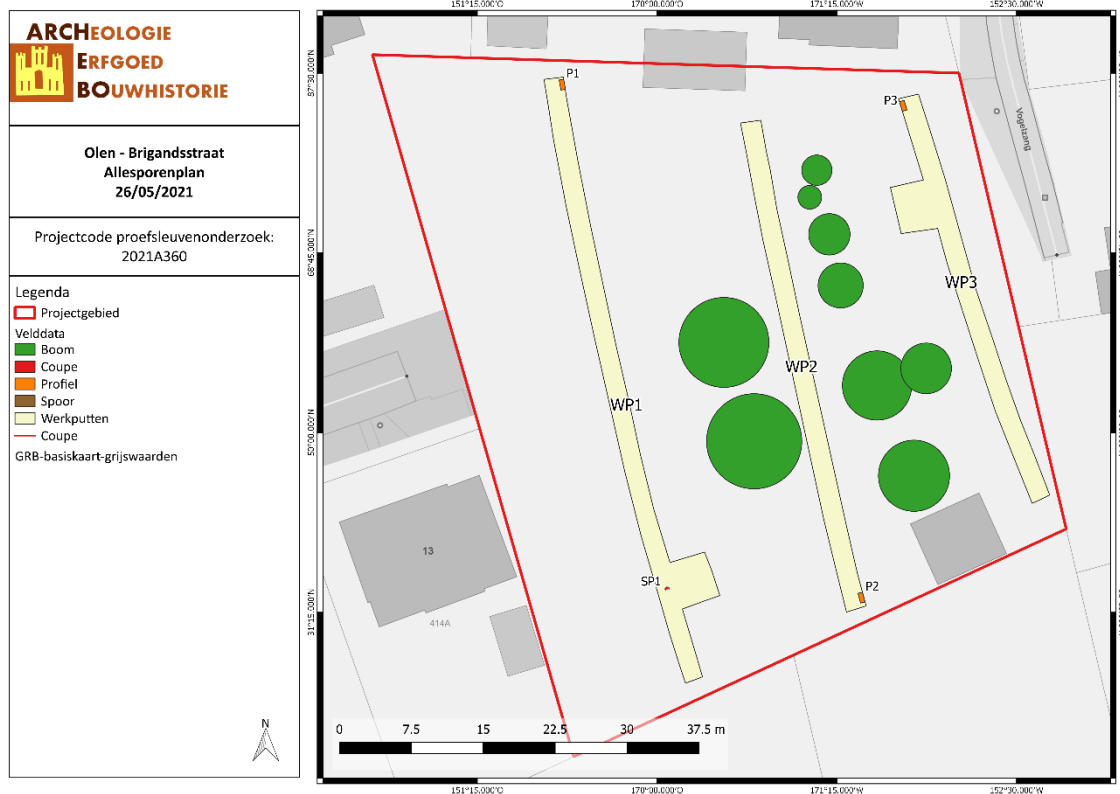 ARCHEOLOGIE
ERFGOED
BOUWHISTORIE
Olen - Brigandsstraat
Allesporenplan
26/05/2021
Projectcode proefsleuvenonderzoek:
2021A360
Legenda
Projectgebied
Velddata
Boom
Coupe
Profiel
Spoor
Werkputten
Coupe
GRB-basiskaart-grijswaarden
N
151°15.000'O 170°00.000'O 171°15.000'W 152°30.000'W
87°30.000'N
68°45.000'N
50°00.000'N
31°15.000'N
P1
P3
Vogelzang
WP3
WP2
WP1
13
SP1
P2
414A
0 7.5 15 22.5 30 37.5 m
151°15.000'O 170°00.000'O 171°15.000'W 152°30.000'W